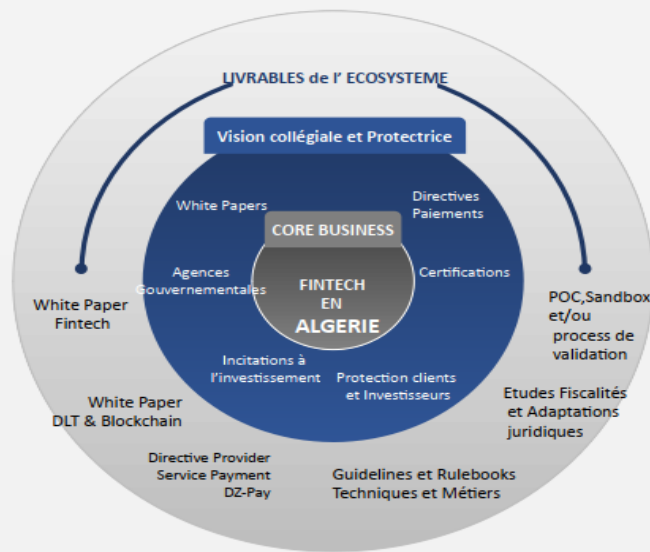 LIVRABLES de l' ECOSYSTEME
Vision collégiale et Protectrice
White Papers
Directives
Paiements
CORE BUSINESS
Agences
Gouvernementales
Certifications
FINTECH
EN
ALGERIE
White Paper
Fintech
POC,Sandbox
et/ou
process de
validation
Incitations à
l'investissement
Protection clients
et Investisseurs
White Paper
DLT & Blockchain
Etudes Fiscalités
et Adaptations
juridiques
Directive Provider
Service Payment
DZ-Pay
Guidelines et Rulebooks
Techniques et Métiers